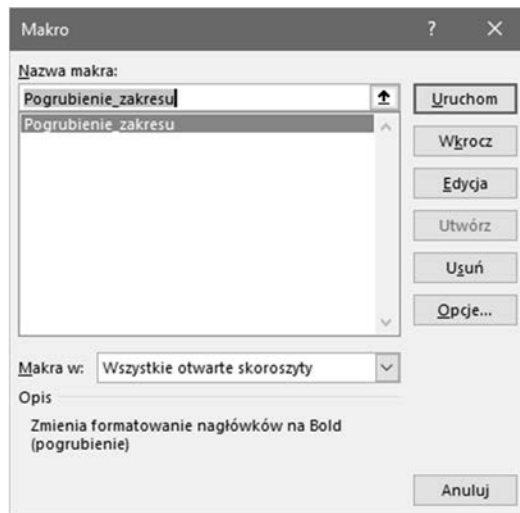 Makro
Nazwa makra:
Pogrubienie_zakresu
Pogrubienie_zakresu
Uruchom
Wkrocz
Edycja
Utwórz
Usuń
Opcje...
Makra w: Wszystkie otwarte skoroszyty
Opis
Zmienia formatowanie nagłówków na Bold
(pogrubienie)
Anuluj